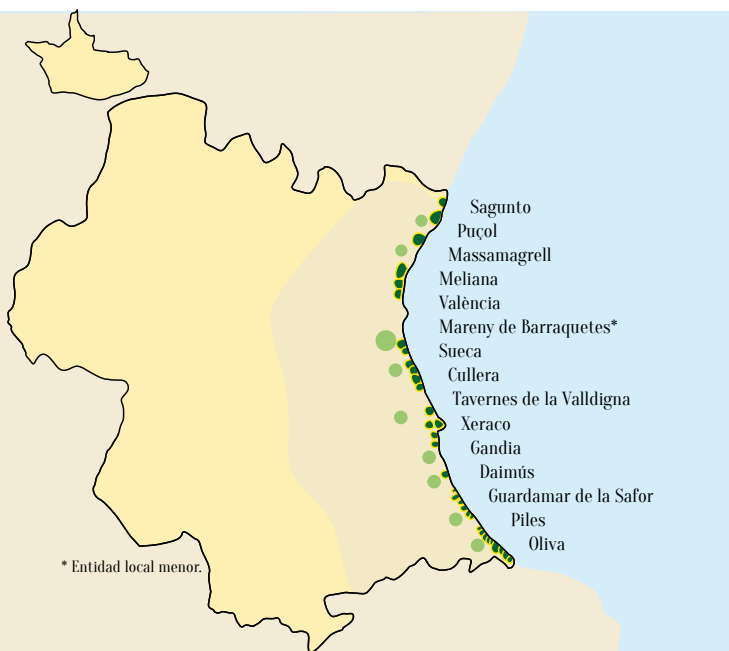 Sagunto
Puçol
Massamagrell
Meliana
València
Mareny de Barraquetes*
Sueca
Cullera
Tavernes de la Valldigna
Xeraco
Gandia
Daimús
Guardamar de la Safor
Piles
Oliva
* Entidad local menor.